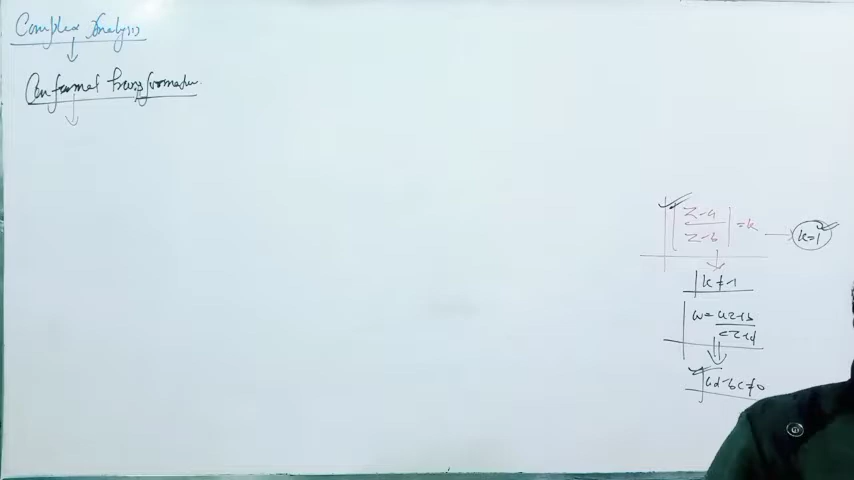 Complex Analysis
Conformal transformation.
|z-a/z-b| = k → k=1
k≠1
w = az+b/cz+d
ad-bc≠0